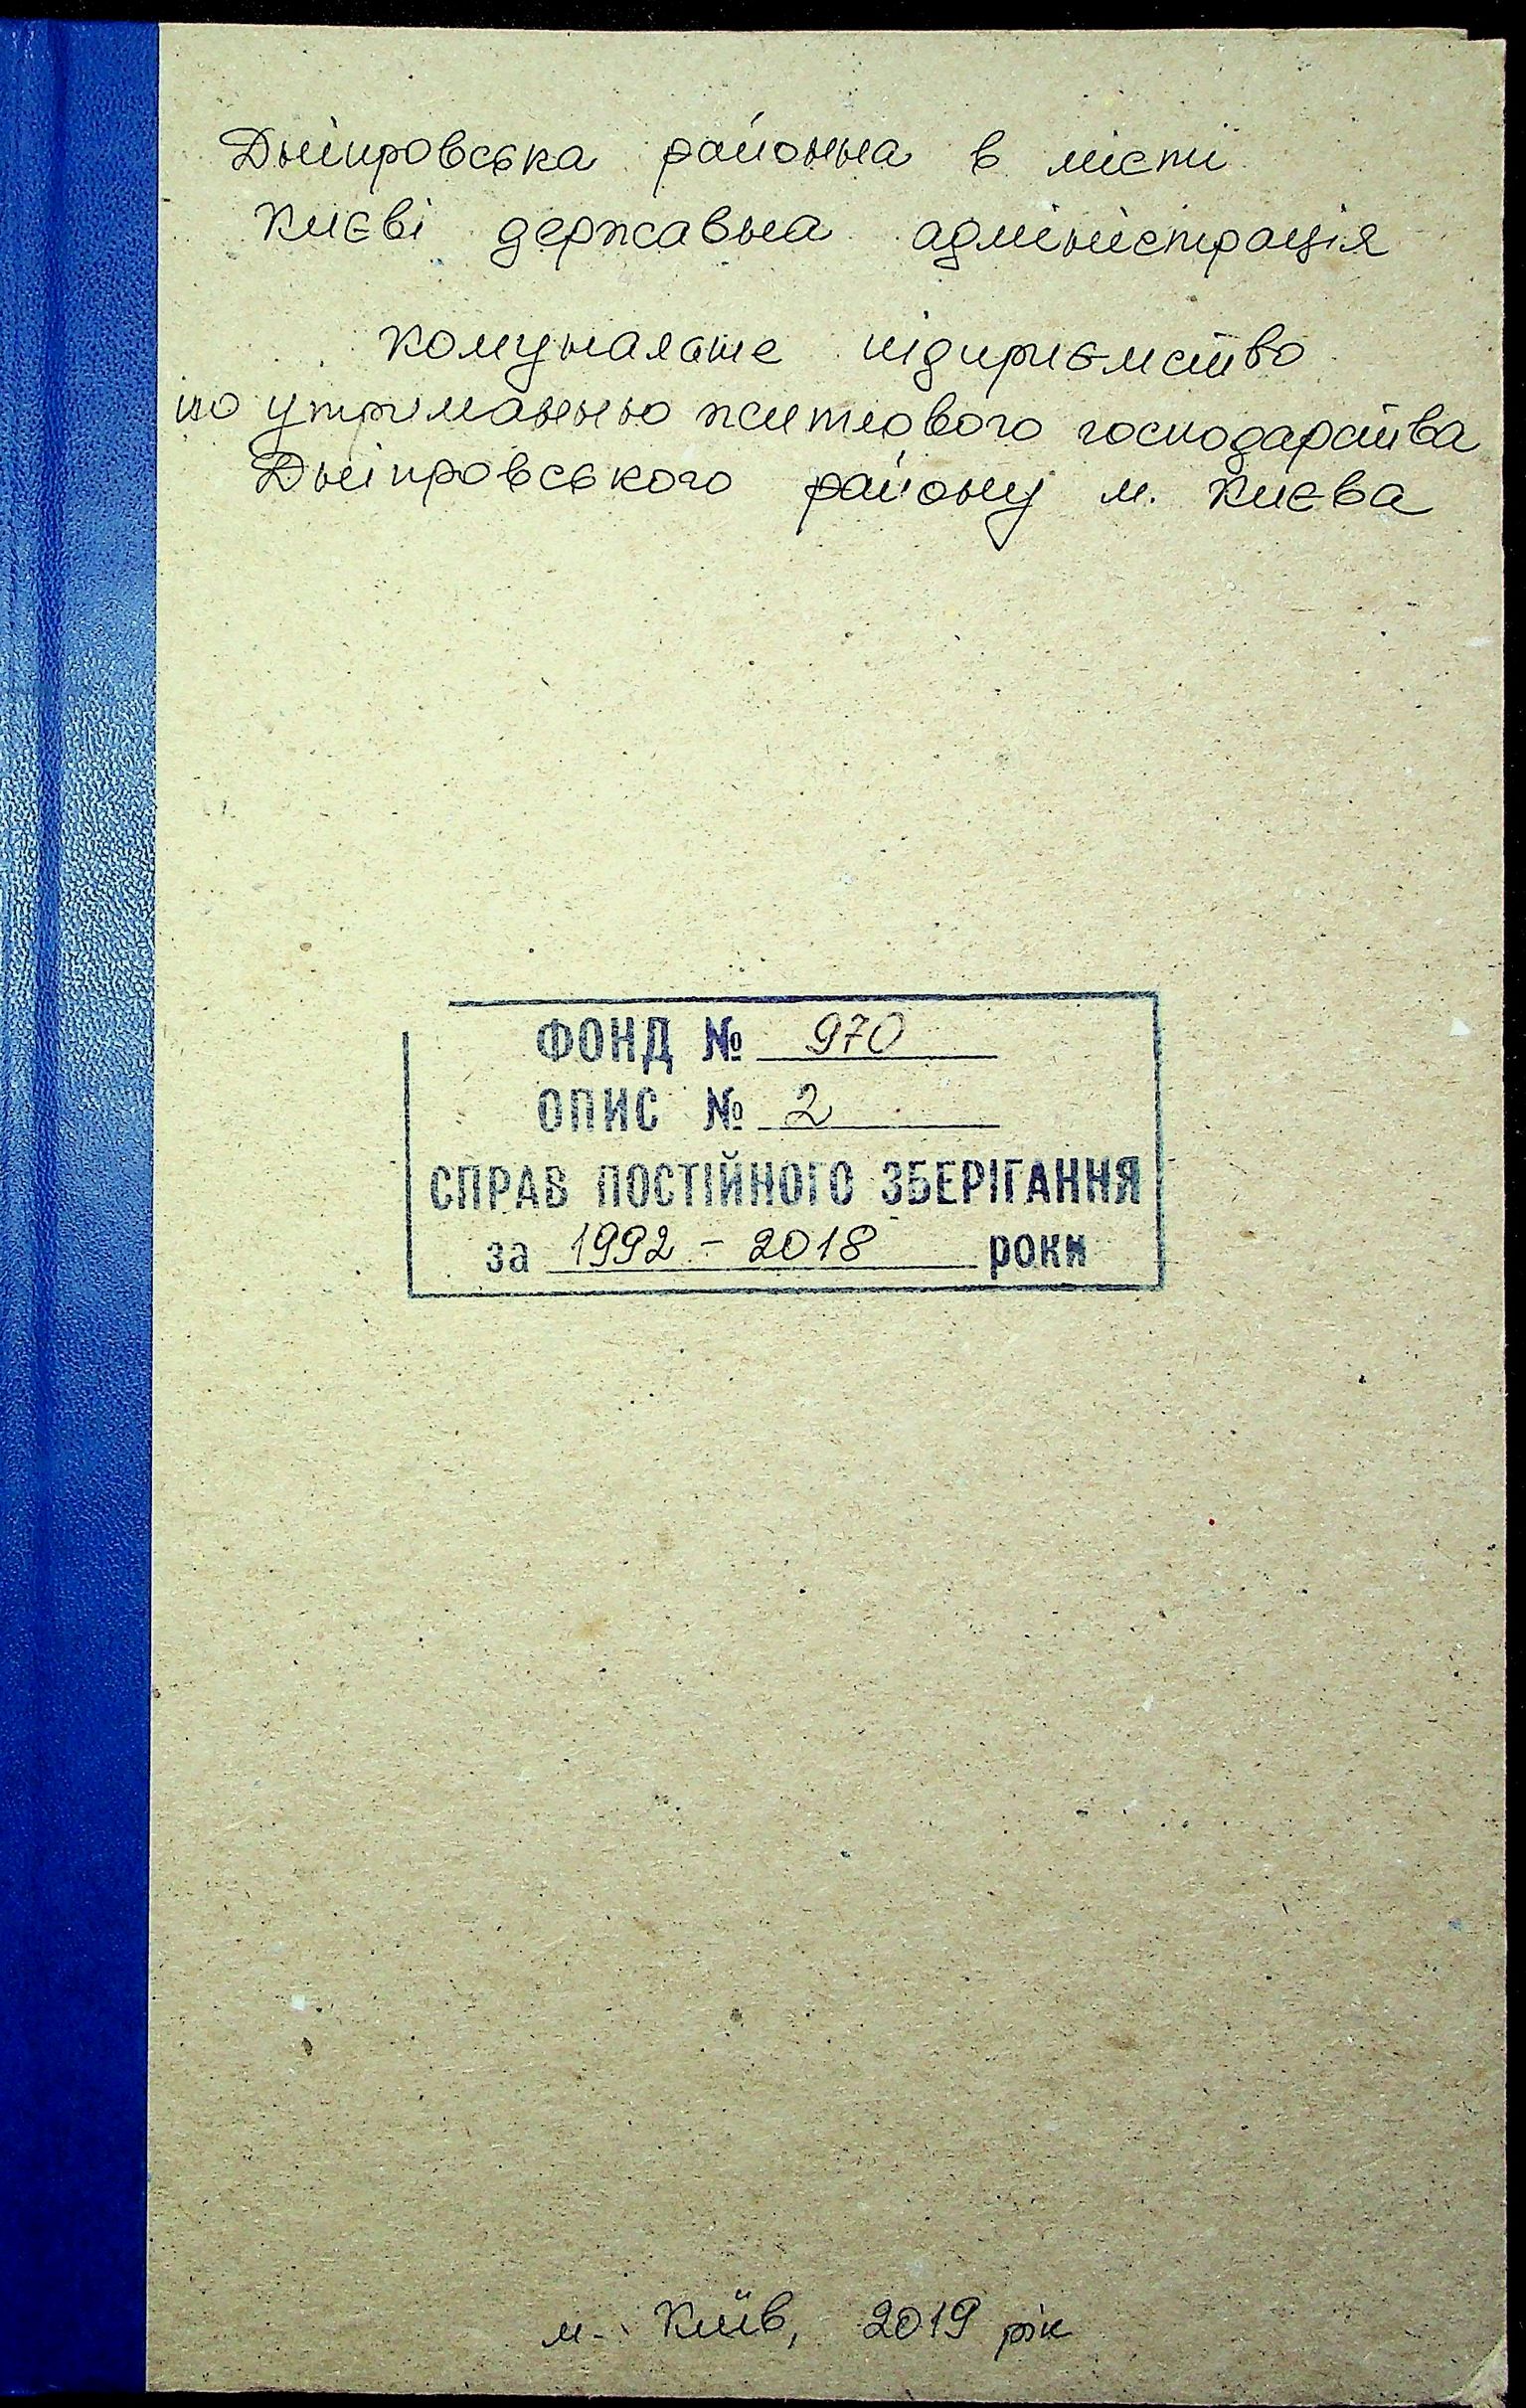 Дніпровська районна в місті
Києві державна адміністрація
Комунальне підприємство
по утриманню житлового господарства
Дніпровського району м. Києва
ФОНД № 970
ОПИС № 2
СПРАВ ПОСТІЙНОГО ЗБЕРІГАННЯ
за 1992 - 2018 роки
м. Київ, 2019 рік